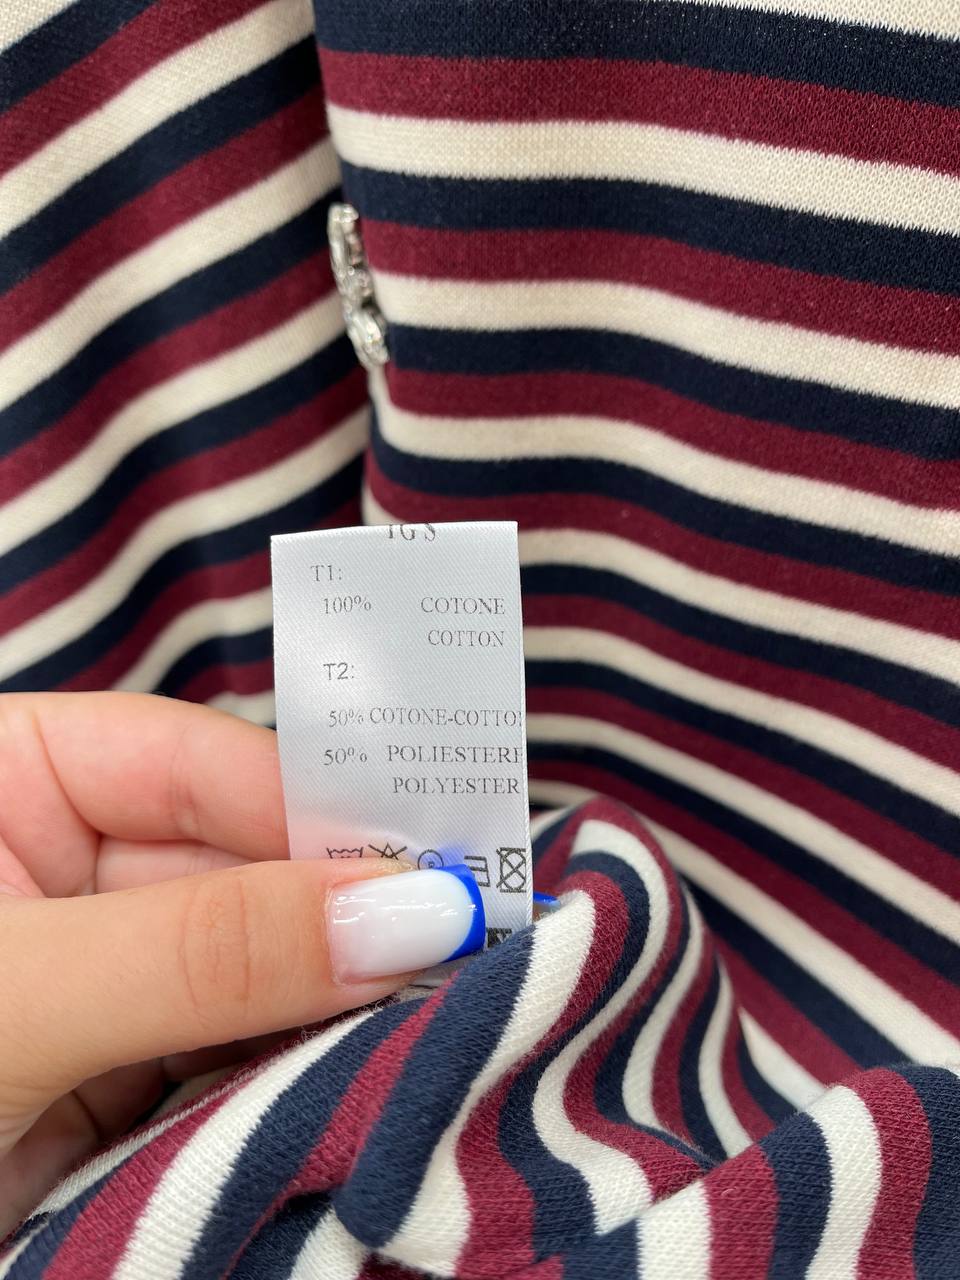 T1:
100% COTONE
COTTON
T2:
50% COTONE-COTTO
50% POLIESTERE
POLYESTER